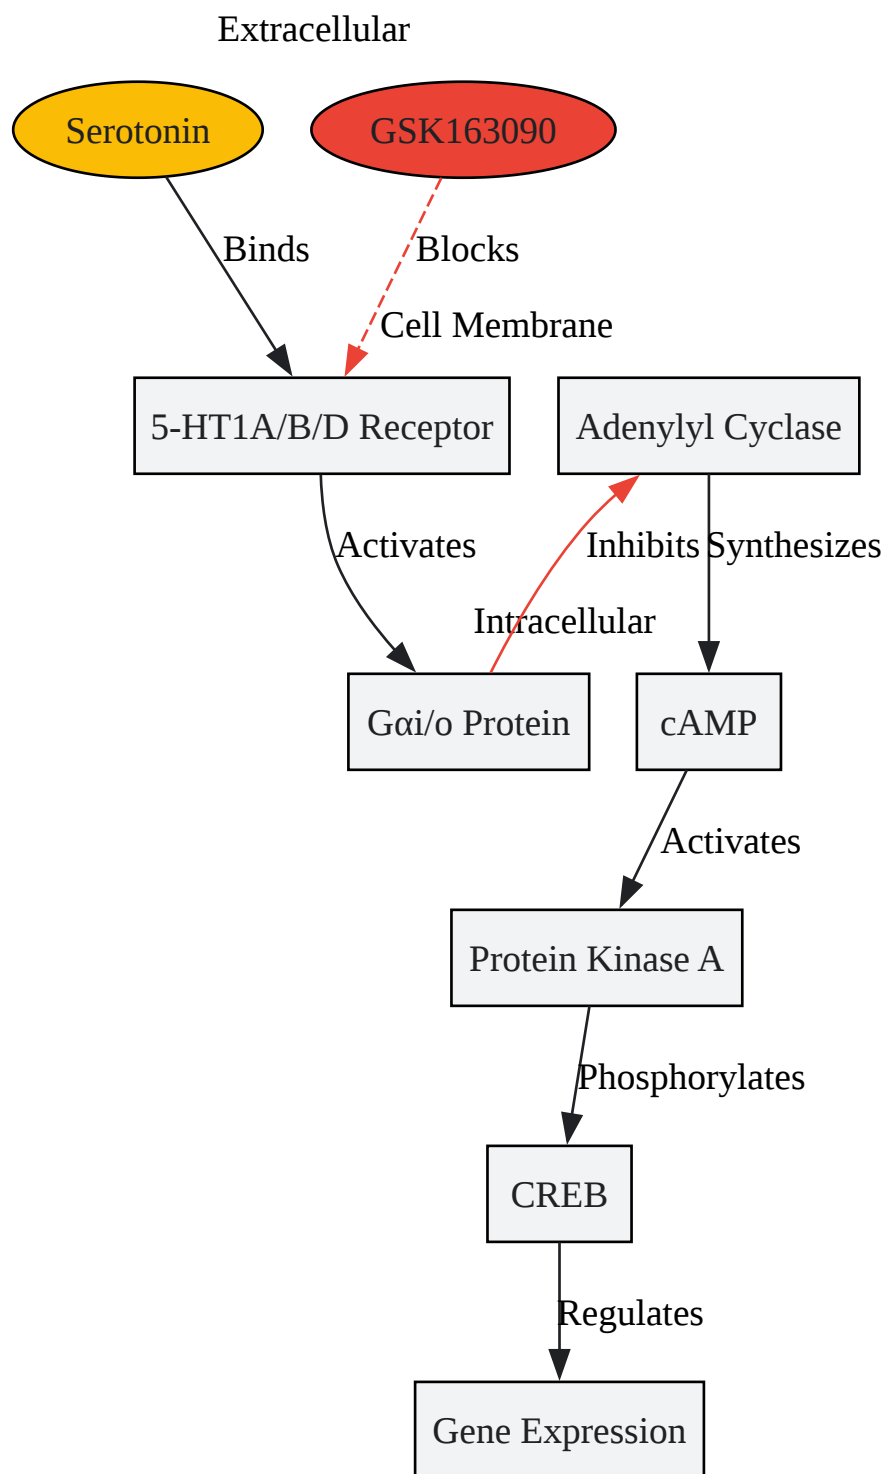 Extracellular
Serotonin
GSK163090
Binds
Blocks
Cell Membrane
5-HT1A/B/D Receptor
Adenylyl Cyclase
Activates
Inhibits
Synthesizes
Intracellular
Gαi/o Protein
cAMP
Activates
Protein Kinase A
Phosphorylates
CREB
Regulates
Gene Expression